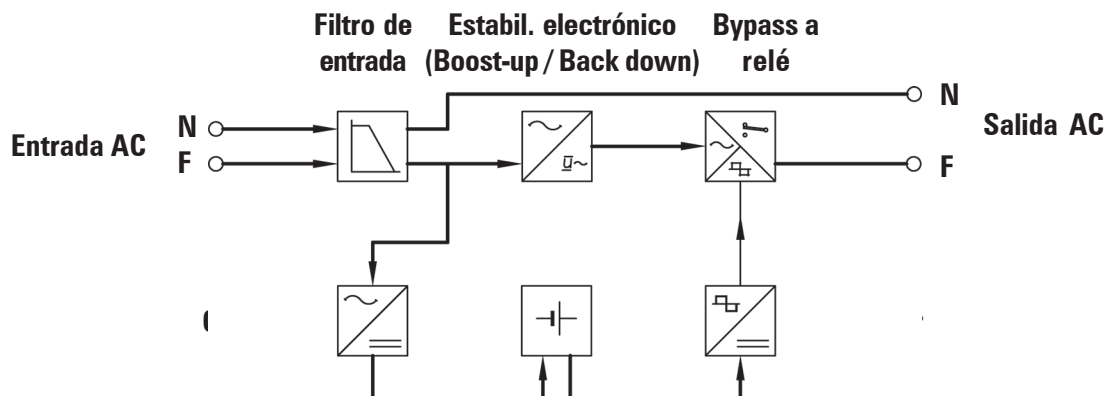 Filtro de entrada
Estabil. electrónico (Boost-up / Back down)
Bypass a relé
Entrada AC
N
F
N
F
Salida AC